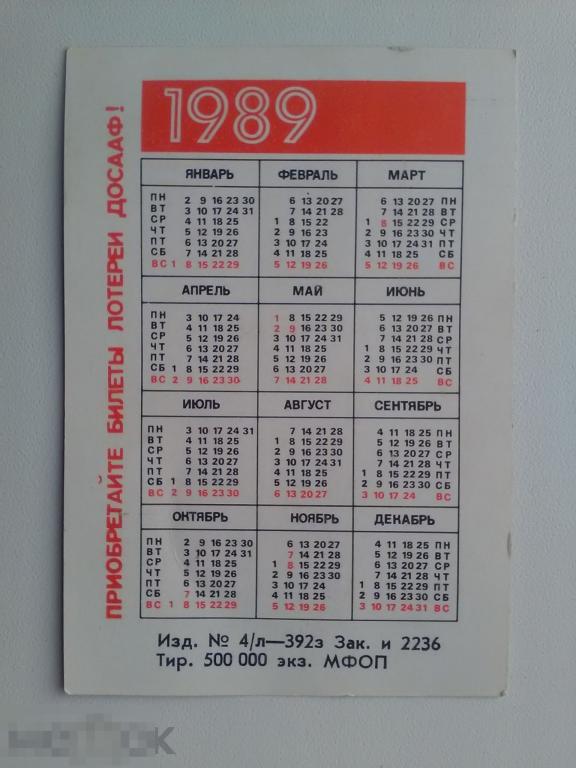 ПРИОБРЕТАЙТЕ БИЛЕТЫ ЛОТЕРЕИ ДОСААФ!
1989
ЯНВАРЬ ФЕВРАЛЬ МАРТ
ПН 2 9 16 23 30 6 13 20 27 6 13 20 27 ПН
ВТ 3 10 17 24 31 7 14 21 28 7 14 21 28 ВТ
СР 4 11 18 25 1 8 15 22 1 8 15 22 29 СР
ЧТ 5 12 19 26 2 9 16 23 2 9 16 23 30 ЧТ
ПТ 6 13 20 27 3 10 17 24 3 10 17 24 31 ПТ
СБ 7 14 21 28 4 11 18 25 4 11 18 25 СБ
ВС 1 8 15 22 29 5 12 19 26 5 12 19 26 ВС
АПРЕЛЬ МАЙ ИЮНЬ
ПН 3 10 17 24 1 8 15 22 29 5 12 19 26 ПН
ВТ 4 11 18 25 2 9 16 23 30 6 13 20 27 ВТ
СР 5 12 19 26 3 10 17 24 31 7 14 21 28 СР
ЧТ 6 13 20 27 4 11 18 25 1 8 15 22 29 ЧТ
ПТ 7 14 21 28 5 12 19 26 2 9 16 23 30 ПТ
СБ 1 8 15 22 29 6 13 20 27 3 10 17 24 СБ
ВС 2 9 16 23 30 7 14 21 28 4 11 18 25 ВС
ИЮЛЬ АВГУСТ СЕНТЯБРЬ
ПН 3 10 17 24 31 7 14 21 28 4 11 18 25 ПН
ВТ 4 11 18 25 1 8 15 22 29 5 12 19 26 ВТ
СР 5 12 19 26 2 9 16 23 30 6 13 20 27 СР
ЧТ 6 13 20 27 3 10 17 24 31 7 14 21 28 ЧТ
ПТ 7 14 21 28 4 11 18 25 1 8 15 22 29 ПТ
СБ 1 8 15 22 29 5 12 19 26 2 9 16 23 30 СБ
ВС 2 9 16 23 30 6 13 20 27 3 10 17 24 ВС
ОКТЯБРЬ НОЯБРЬ ДЕКАБРЬ
ПН 2 9 16 23 30 6 13 20 27 4 11 18 25 ПН
ВТ 3 10 17 24 31 7 14 21 28 5 12 19 26 ВТ
СР 4 11 18 25 1 8 15 22 29 6 13 20 27 СР
ЧТ 5 12 19 26 2 9 16 23 30 7 14 21 28 ЧТ
ПТ 6 13 20 27 3 10 17 24 1 8 15 22 29 ПТ
СБ 7 14 21 28 4 11 18 25 2 9 16 23 30 СБ
ВС 1 8 15 22 29 5 12 19 26 3 10 17 24 31 ВС
Изд. № 4/л—392з Зак. и 2236
Тир. 500 000 экз. МФОП